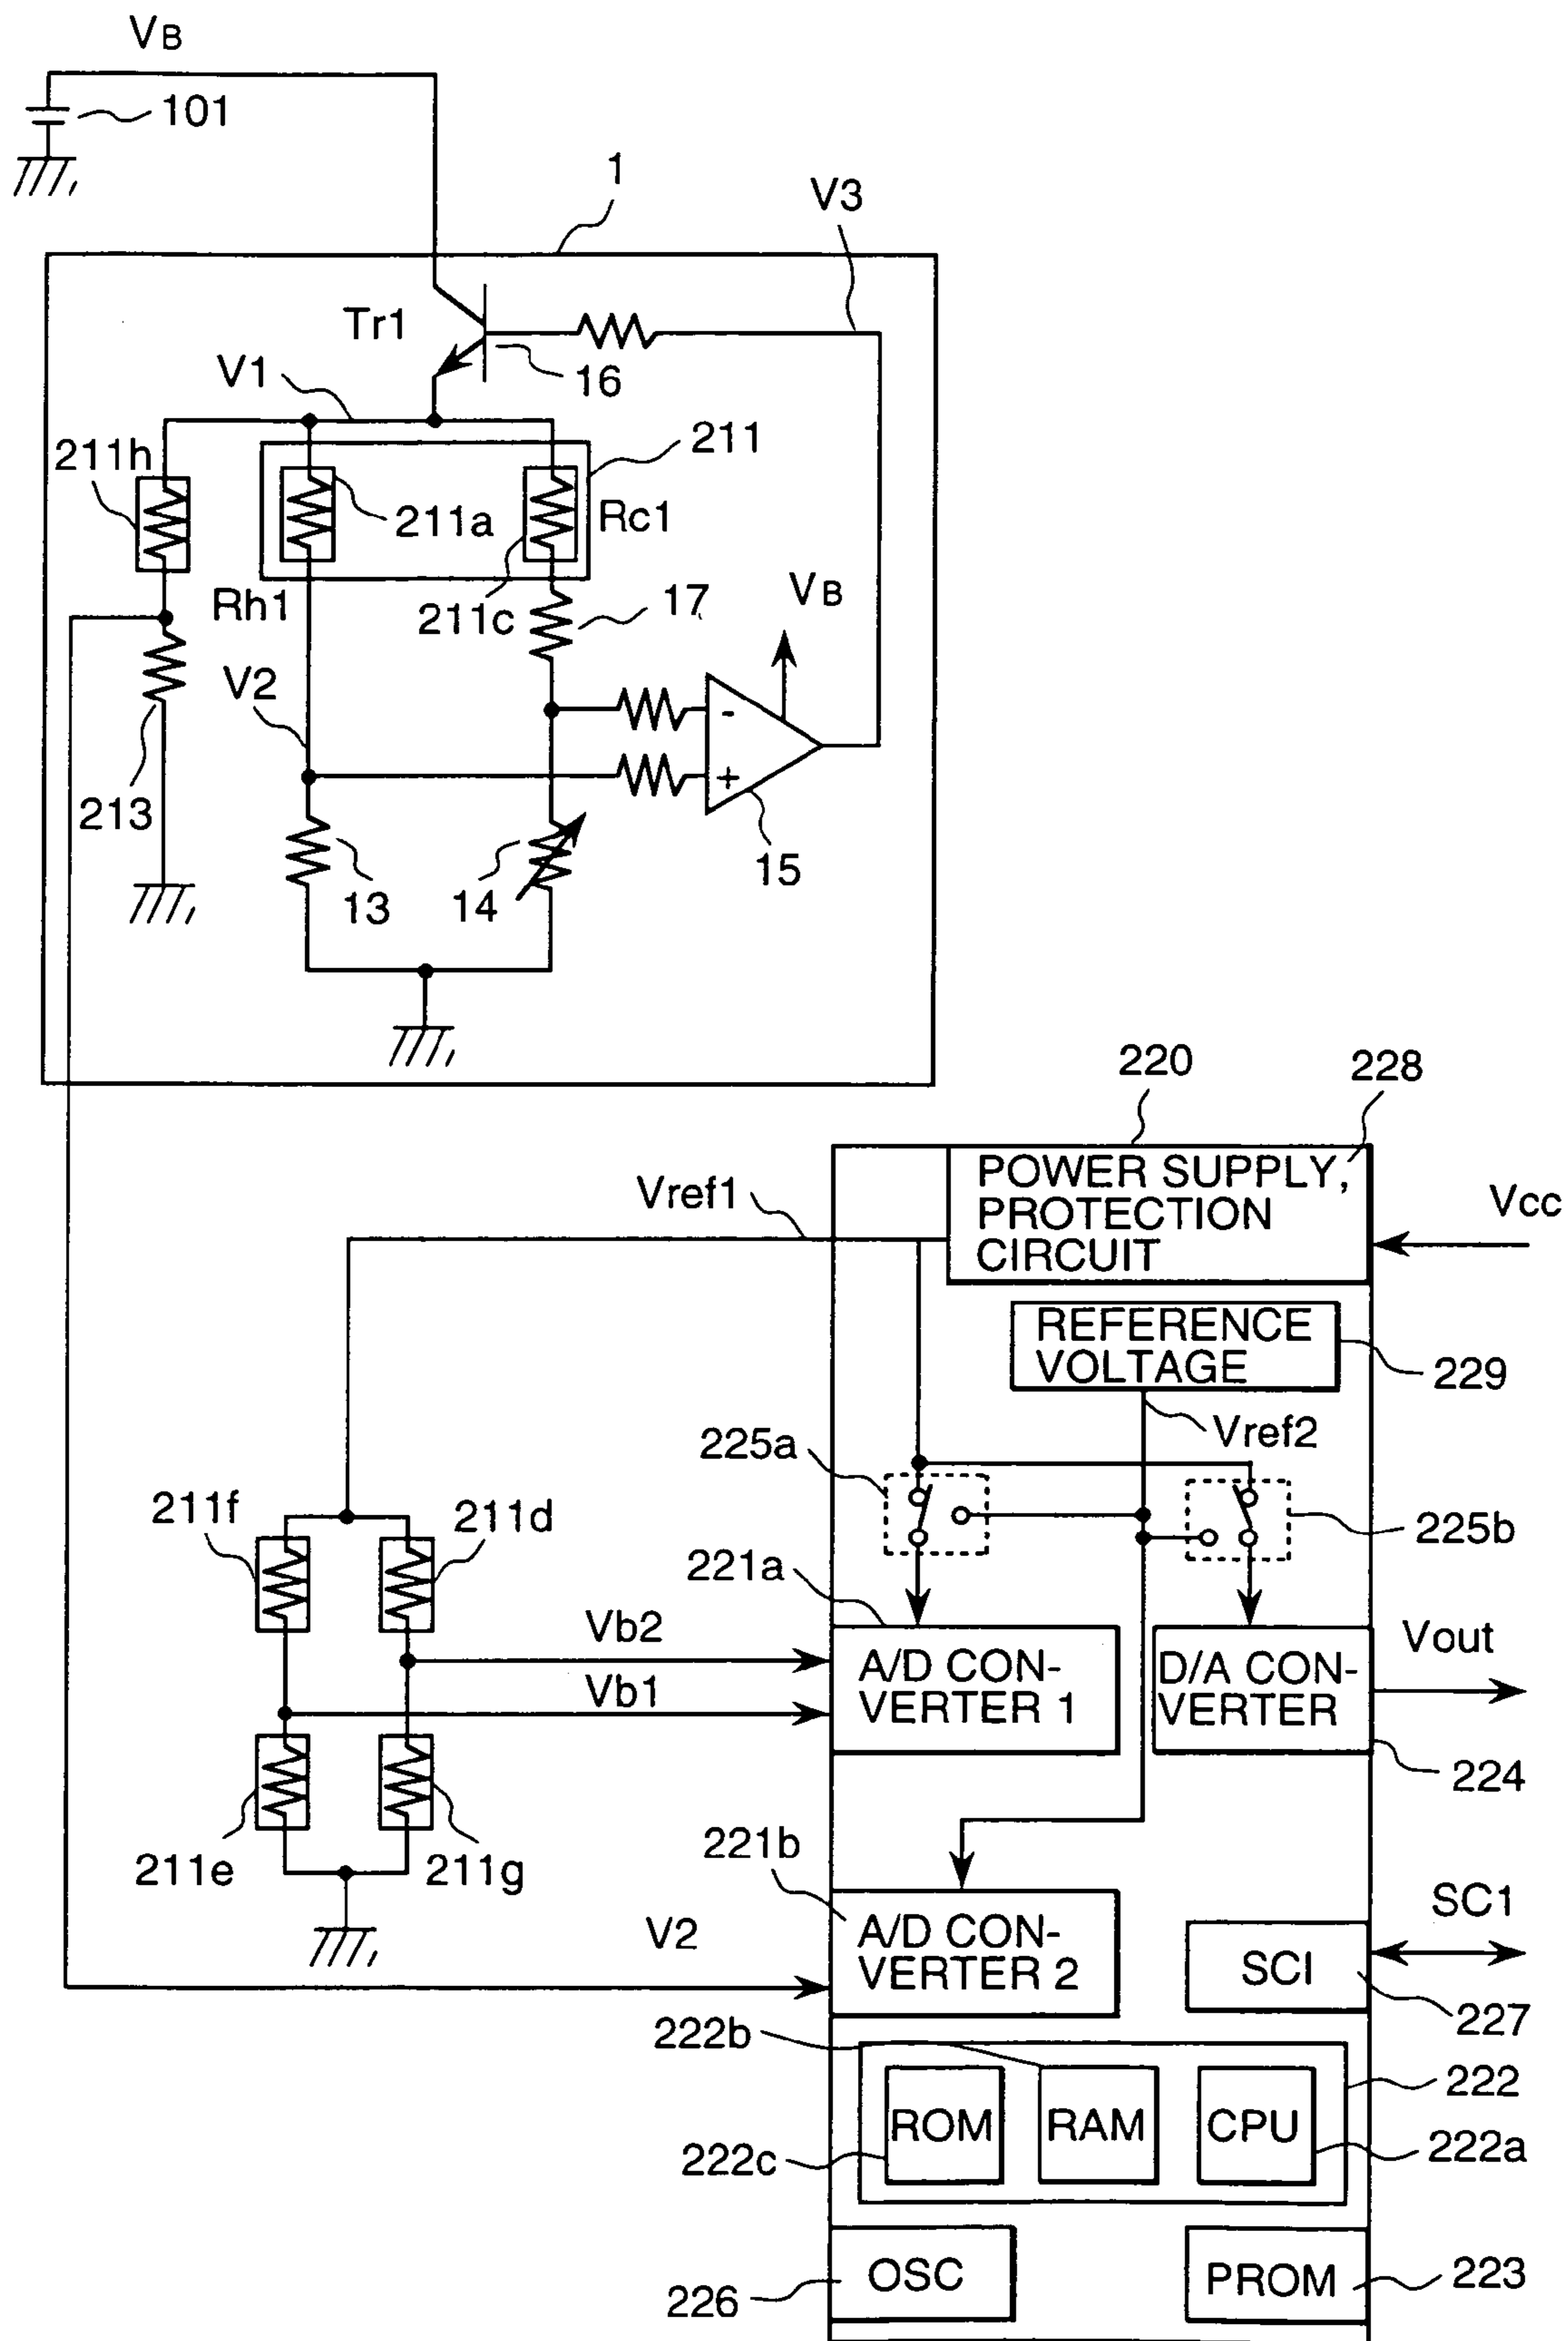 VB
101
1
V3
Tr1
16
V1
211
211h
211a
Rc1
Rh1
211c
17
VB
V2
-
+
213
13
14
15
220
228
Vref1
POWER SUPPLY,
PROTECTION
CIRCUIT
Vcc
REFERENCE
VOLTAGE
229
Vref2
225a
225b
211f
211d
221a
Vb2
Vb1
A/D CON-
VERTER 1
D/A CON-
VERTER
Vout
224
211e
211g
221b
V2
A/D CON-
VERTER 2
SC1
SCI
227
222b
222
ROM
RAM
CPU
222c
222a
OSC
226
PROM
223